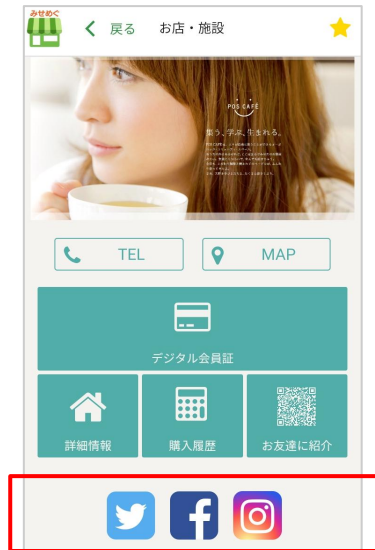 みせめぐ
戻る
お店・施設
POS CAFÉ
集う、学ぶ、生まれる。
TEL
MAP
デジタル会員証
詳細情報
購入履歴
お友達に紹介